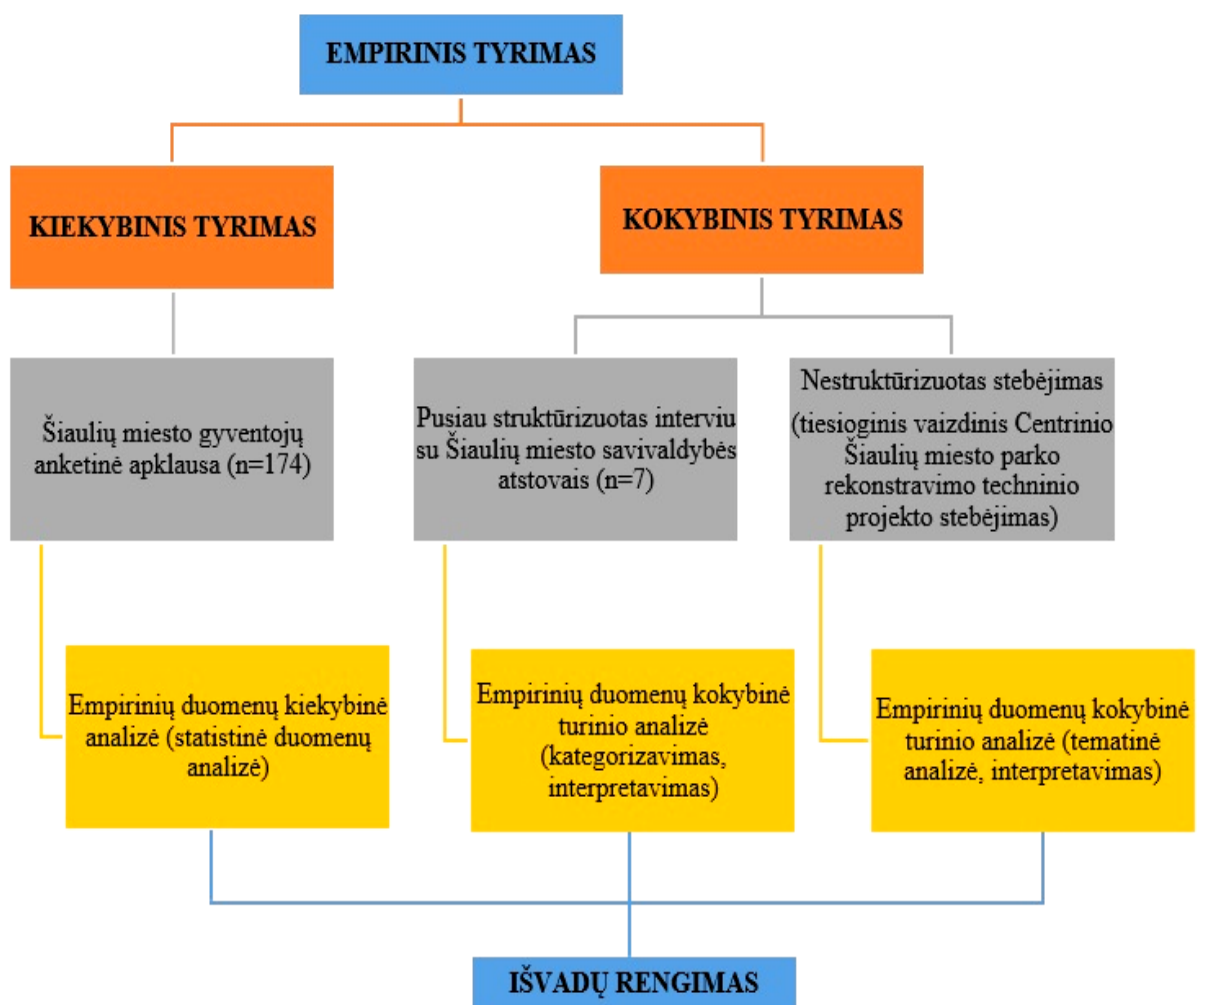 EMPIRINIS TYRIMAS
KIEKYBINIS TYRIMAS
KOKYBINIS TYRIMAS
Šiaulių miesto gyventojų
anketinė apklausa (n=174)
Pusiau struktūrizuotas interviu
su Šiaulių miesto savivaldybės
atstovais (n=7)
Nestruktūrizuotas stebėjimas
(tiesioginis vaizdinis Centrinio
Šiaulių miesto parko
rekonstravimo techninio
projekto stebėjimas)
Empirinių duomenų kiekybinė
analizė (statistinė duomenų
analizė)
Empirinių duomenų kokybinė
turinio analizė
(kategorizavimas,
interpretavimas)
Empirinių duomenų kokybinė
turinio analizė (tematinė
analizė, interpretavimas)
IŠVADŲ RENGIMAS